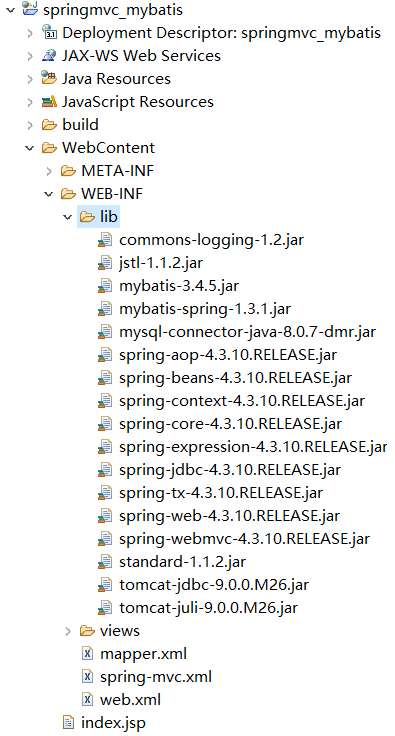 springmvc_mybatis
Deployment Descriptor: springmvc_mybatis
JAX-WS Web Services
Java Resources
JavaScript Resources
build
WebContent
META-INF
WEB-INF
lib
commons-logging-1.2.jar
jstl-1.1.2.jar
mybatis-3.4.5.jar
mybatis-spring-1.3.1.jar
mysql-connector-java-8.0.7-dmr.jar
spring-aop-4.3.10.RELEASE.jar
spring-beans-4.3.10.RELEASE.jar
spring-context-4.3.10.RELEASE.jar
spring-core-4.3.10.RELEASE.jar
spring-expression-4.3.10.RELEASE.jar
spring-jdbc-4.3.10.RELEASE.jar
spring-tx-4.3.10.RELEASE.jar
spring-web-4.3.10.RELEASE.jar
spring-webmvc-4.3.10.RELEASE.jar
standard-1.1.2.jar
tomcat-jdbc-9.0.0.M26.jar
tomcat-juli-9.0.0.M26.jar
views
mapper.xml
spring-mvc.xml
web.xml
index.jsp